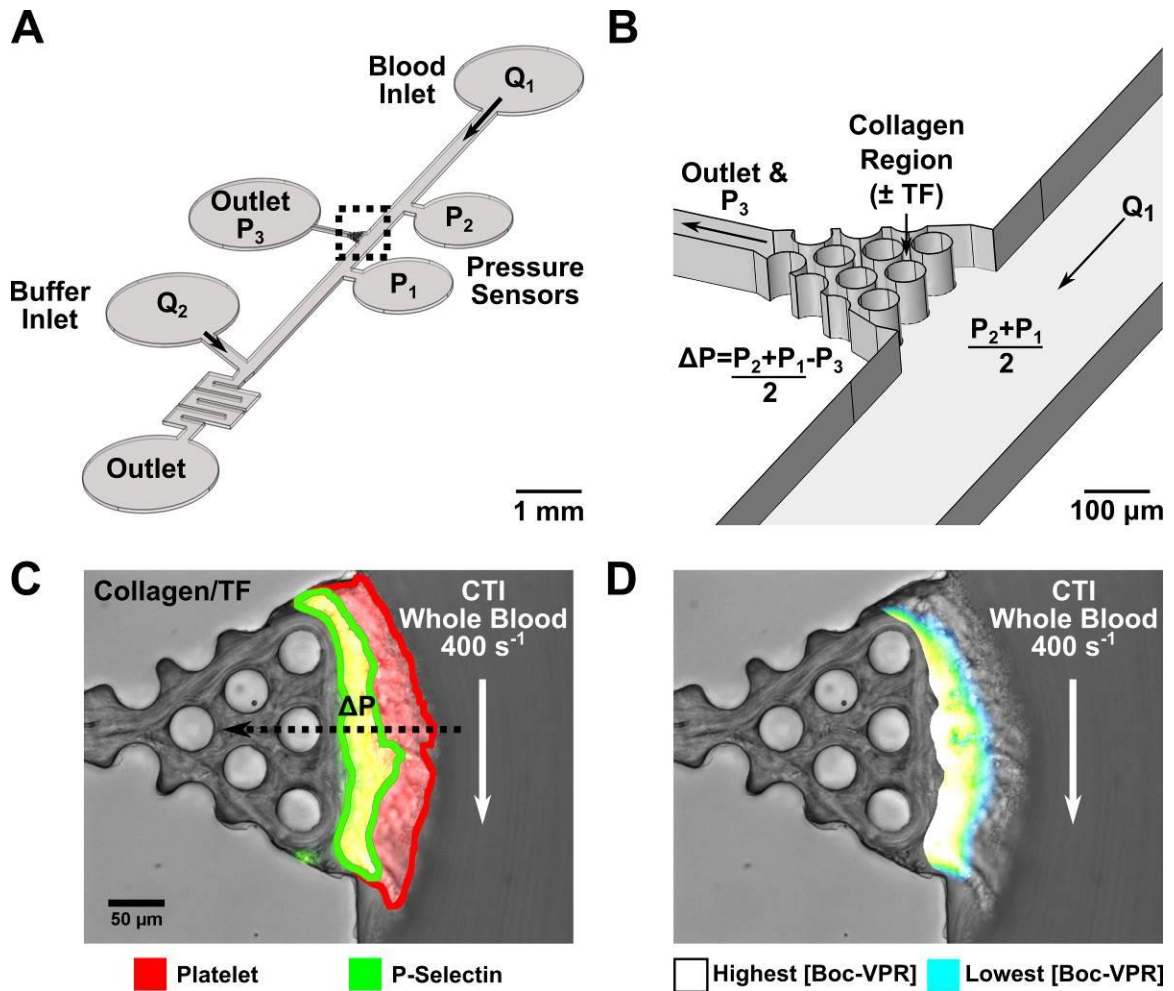 A
Blood
Inlet
Q₁
Outlet
P₃
P₂
P₁
Pressure
Sensors
Buffer
Inlet
Q₂
Outlet
1 mm
B
Collagen
Region
(± TF)
Outlet &
P₃
Q₁
P₂+P₁
2
ΔP=P₂+P₁-P₃
2
100 µm
C
Collagen/TF
CTI
Whole Blood
400 s⁻¹
ΔP
50 µm
Platelet
P-Selectin
D
CTI
Whole Blood
400 s⁻¹
Highest [Boc-VPR]
Lowest [Boc-VPR]